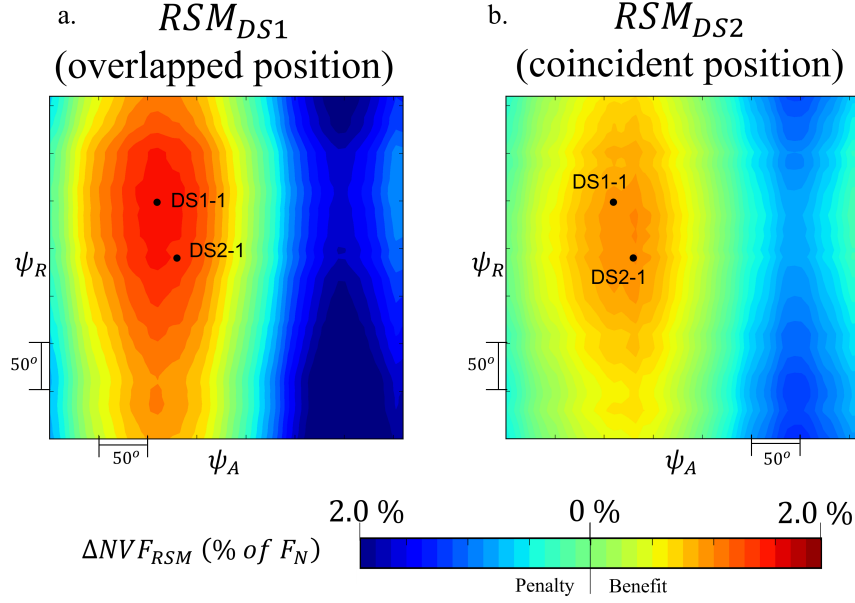 a.
RSM_DS1
(overlapped position)
b.
RSM_DS2
(coincident position)
DS1-1
DS2-1
ψ_R
50°
50°
ψ_A
DS1-1
DS2-1
ψ_R
50°
50°
ψ_A
2.0 %
0 %
2.0 %
ΔNVF_RSM (% of F_N)
Penalty
Benefit